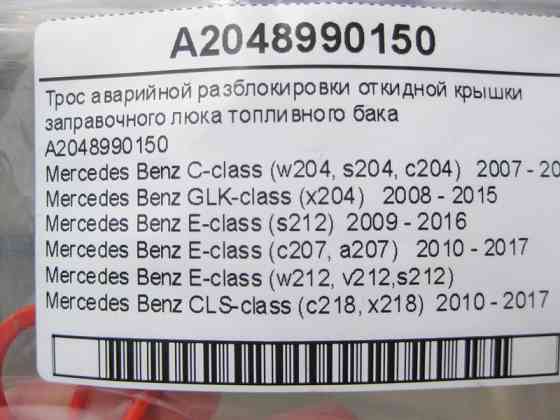 A2048990150
Трос аварийной разблокировки откидной крышки
заправочного люка топливного бака
A2048990150
Mercedes Benz C-class (w204, s204, c204) 2007 - 20
Mercedes Benz GLK-class (x204) 2008 - 2015
Mercedes Benz E-class (s212) 2009 - 2016
Mercedes Benz E-class (c207, a207) 2010 - 2017
Mercedes Benz E-class (w212, v212,s212)
Mercedes Benz CLS-class (c218, x218) 2010 - 2017